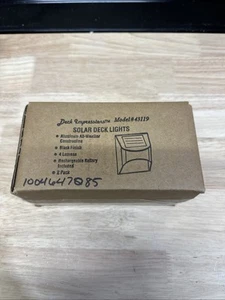 Deck Impressions™ Model# 43119
SOLAR DECK LIGHTS
• Aluminum All-Weather
Construction
• Black Finish
• 4 Lumens
• Rechargeable Battery
Included
• 2 Pack
1004647085